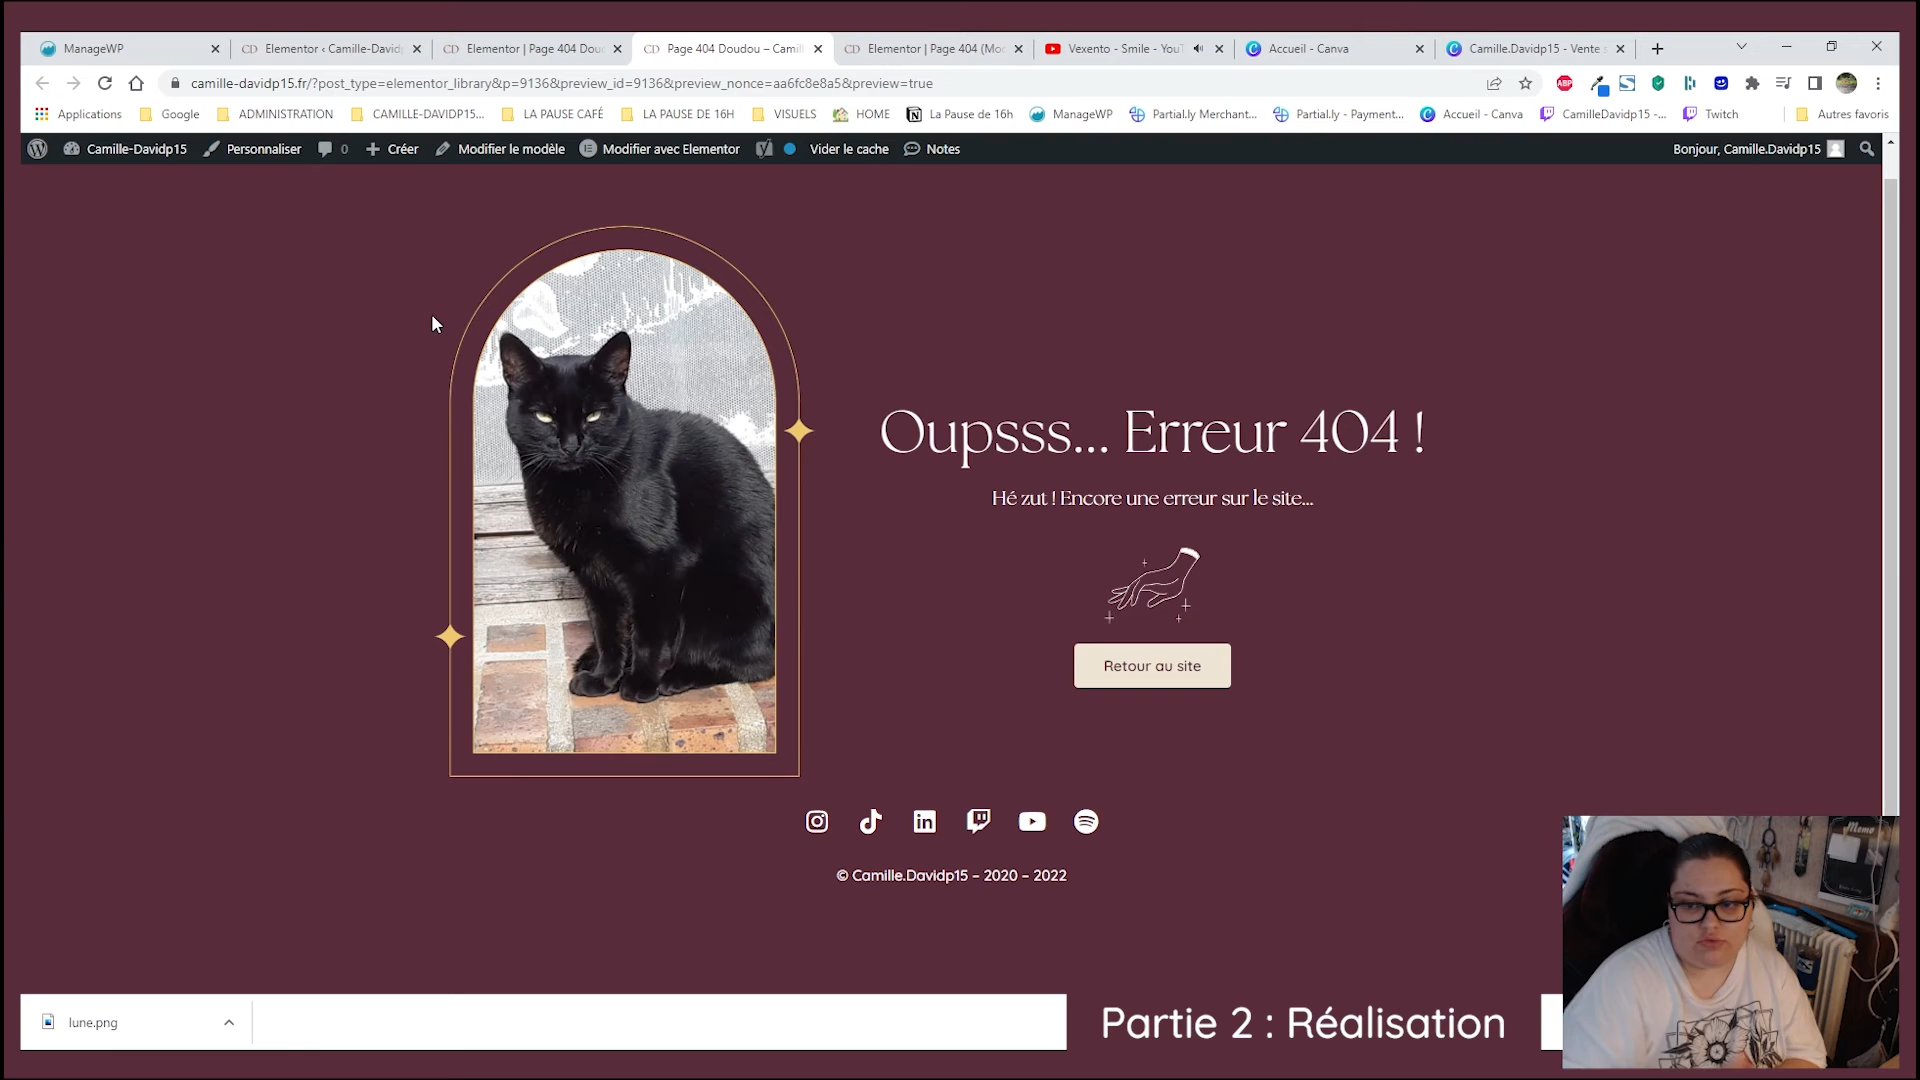 ManageWP
Elementor ‹ Camille-David
Elementor | Page 404 Dou
Page 404 Doudou – Camil
Elementor | Page 404 (Mo
Vexento - Smile - YouT
Accueil - Canva
Camille.Davidp15 - Vente
camille-davidp15.fr/?post_type=elementor_library&p=9136&preview_id=9136&preview_nonce=aa6fc8e8a5&preview=true
Applications
Google
ADMINISTRATION
CAMILLE-DAVIDP15...
LA PAUSE CAFÉ
LA PAUSE DE 16H
VISUELS
HOME
La Pause de 16h
ManageWP
Partial.ly Merchant...
Partial.ly - Payment...
Accueil - Canva
CamilleDavidp15 -...
Twitch
Autres favoris
Camille-Davidp15
Personnaliser
0
Créer
Modifier le modèle
Modifier avec Elementor
Vider le cache
Notes
Bonjour, Camille.Davidp15
Oupsss... Erreur 404 !
Hé zut ! Encore une erreur sur le site...
Retour au site
© Camille.Davidp15 – 2020 – 2022
lune.png
Partie 2 : Réalisation
Memo